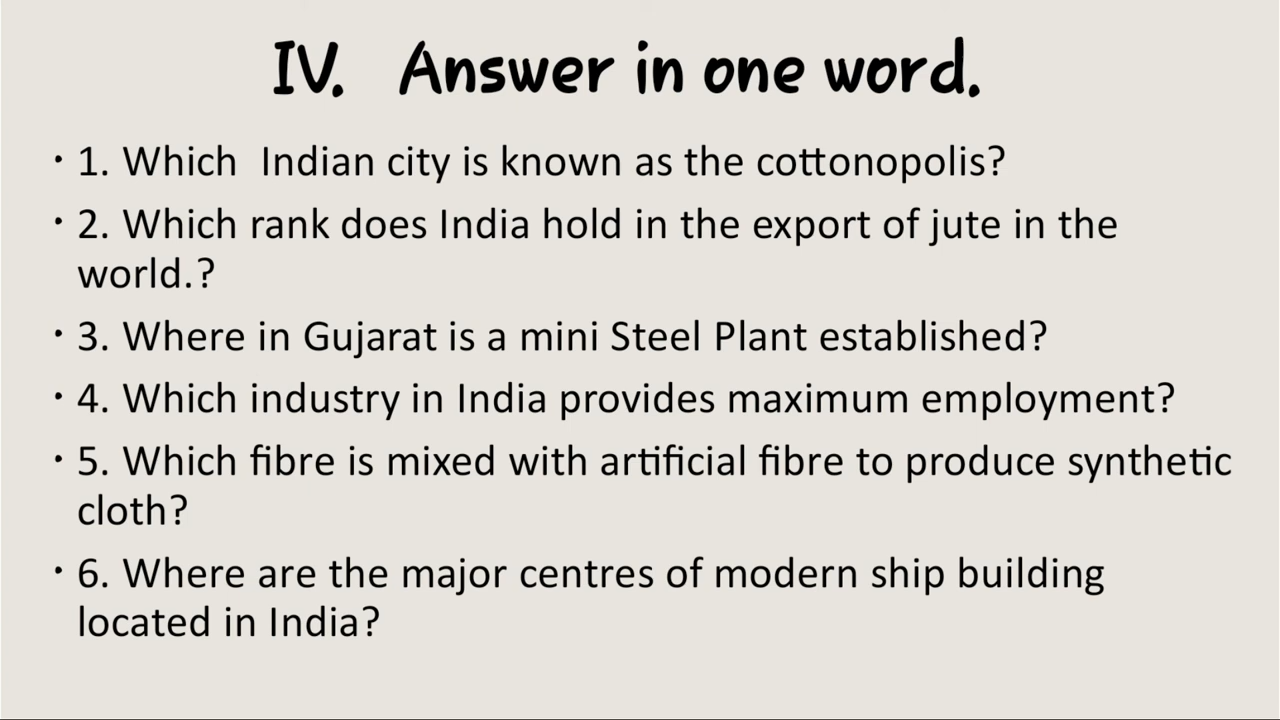 IV. Answer in one word.
• 1. Which Indian city is known as the cottonopolis?
• 2. Which rank does India hold in the export of jute in the
world.?
• 3. Where in Gujarat is a mini Steel Plant established?
• 4. Which industry in India provides maximum employment?
• 5. Which fibre is mixed with artificial fibre to produce synthetic
cloth?
• 6. Where are the major centres of modern ship building
located in India?